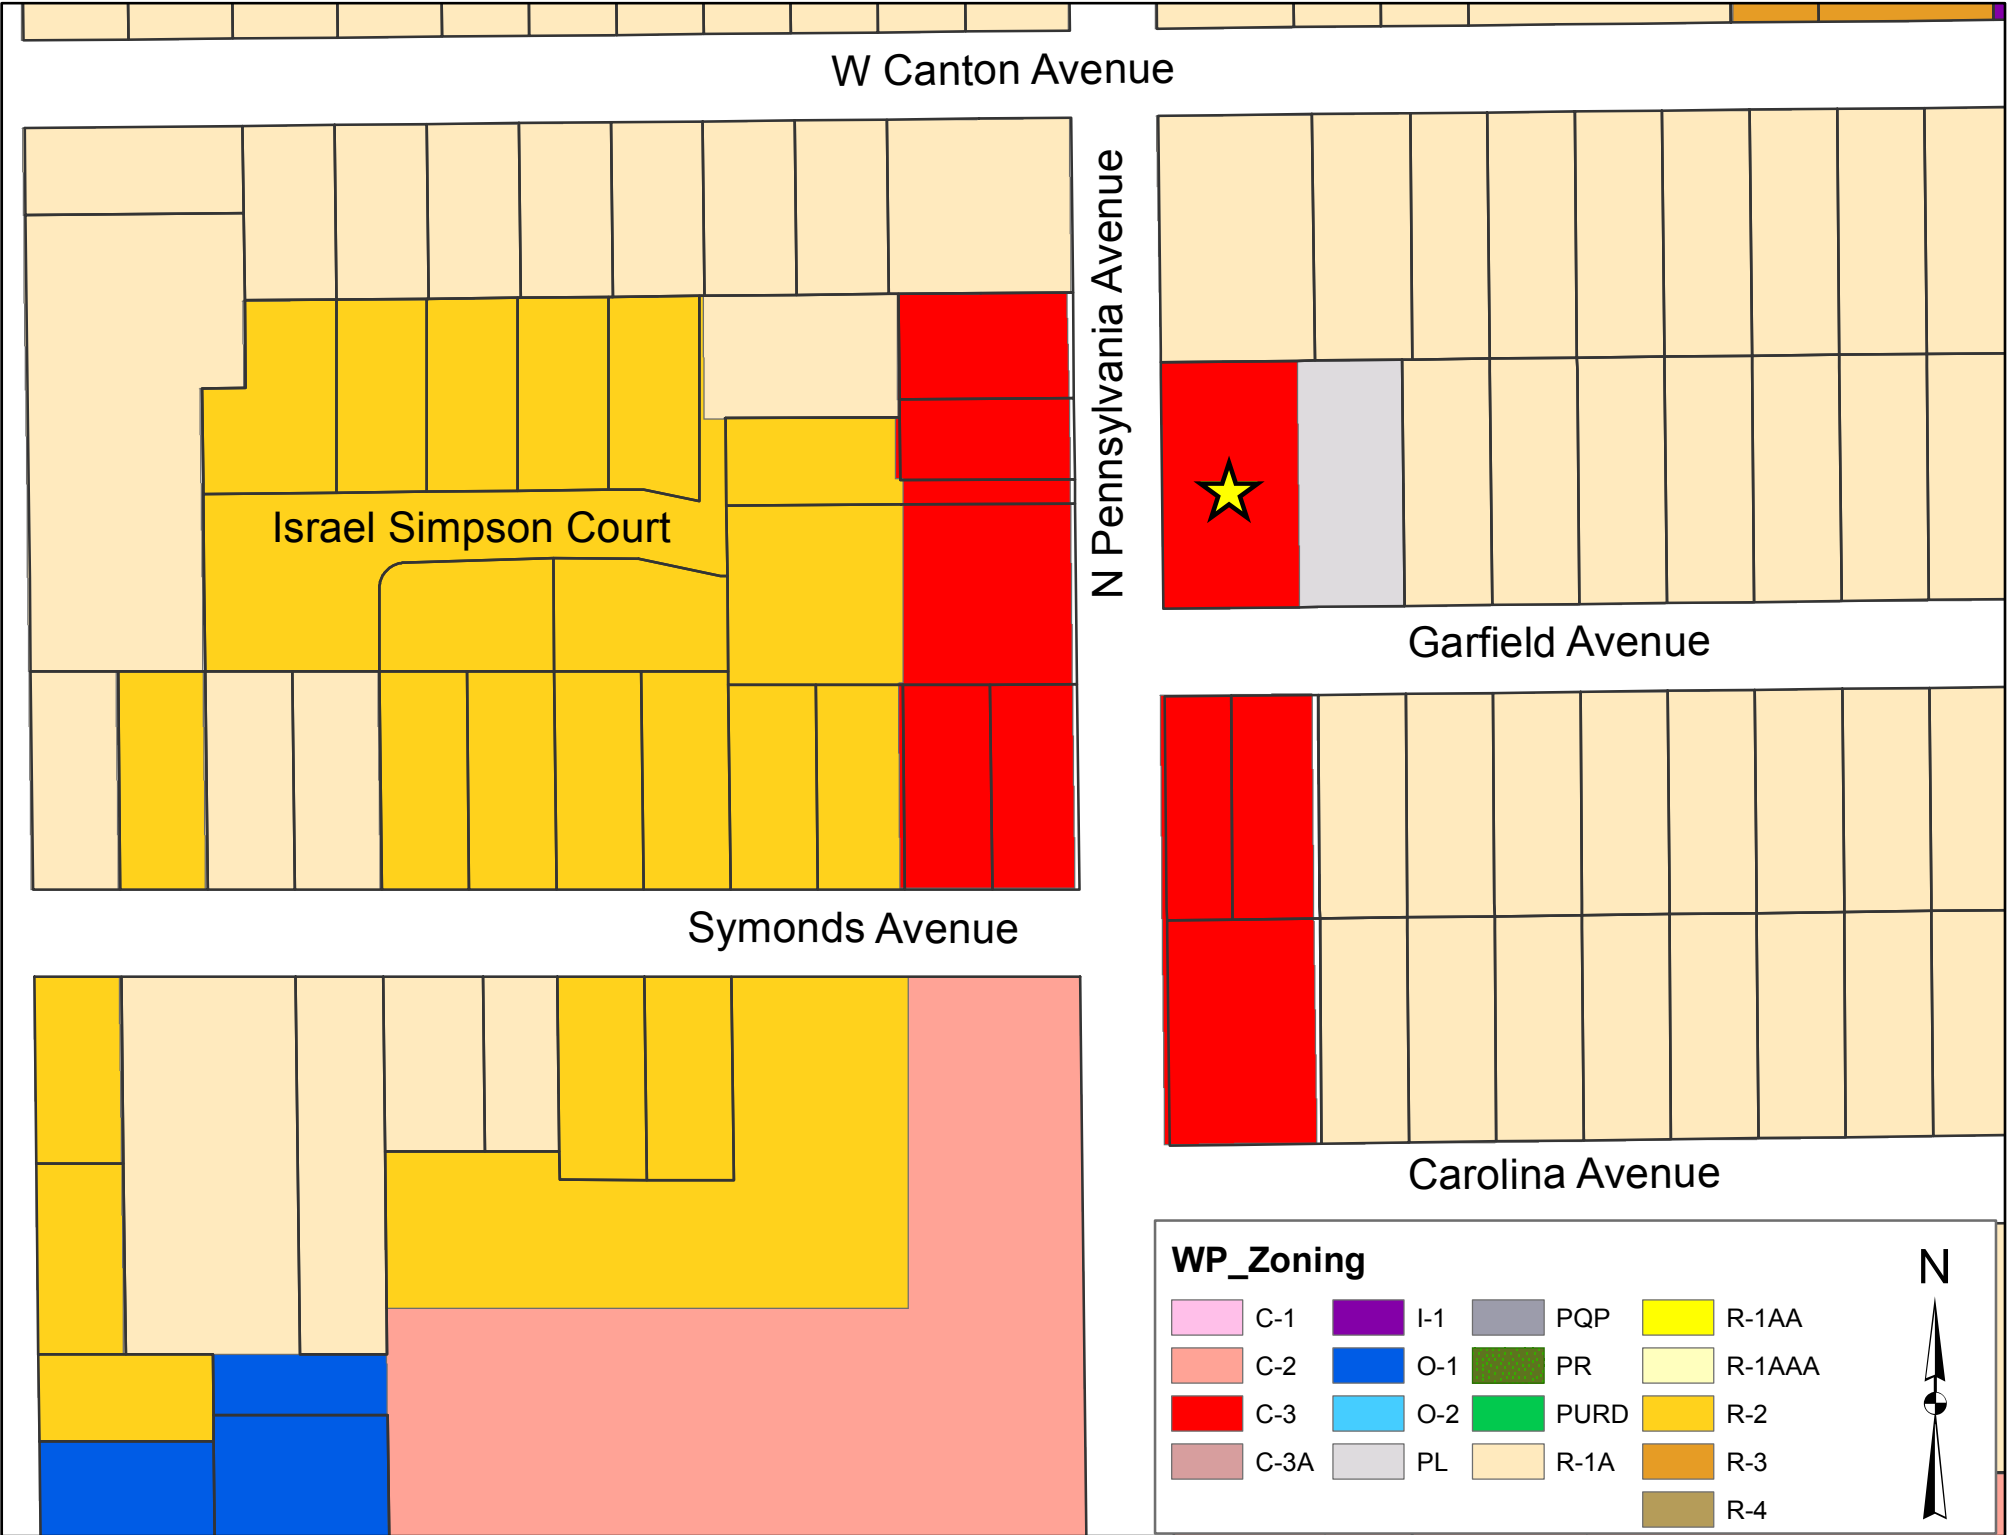 W Canton Avenue
N Pennsylvania Avenue
Israel Simpson Court
Garfield Avenue
Symonds Avenue
Carolina Avenue
WP_Zoning
N
C-1 I-1 PQP R-1AA
C-2 O-1 PR R-1AAA
C-3 O-2 PURD R-2
C-3A PL R-1A R-3
R-4